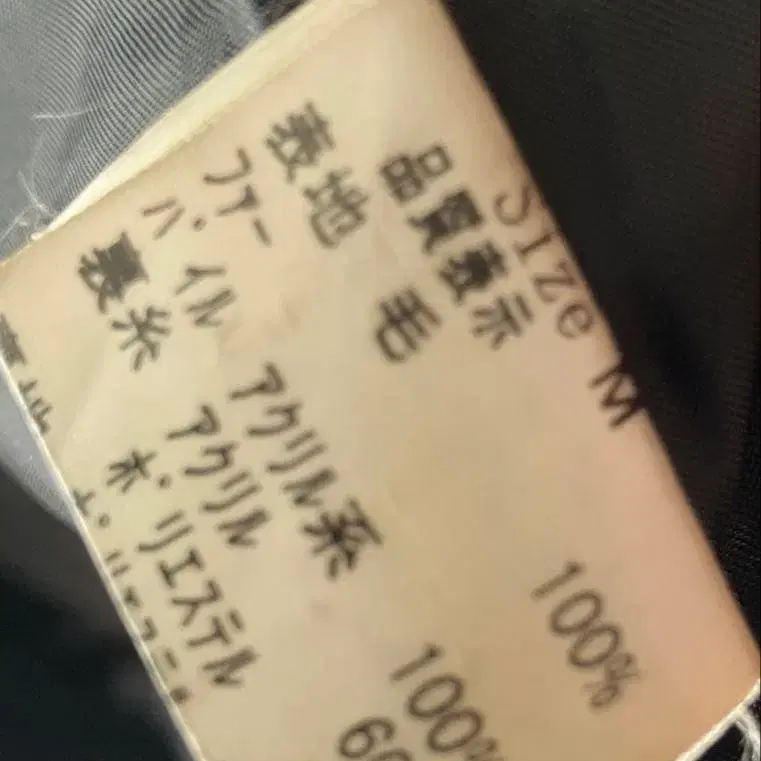 Size M
品質表示
表地 毛 100%
ファー
パイル アクリル系 100%
裏糸 アクリル 60
ポリエステル